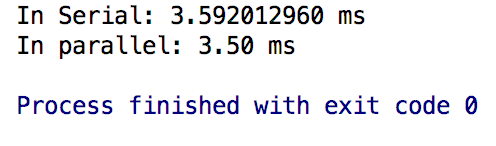 In Serial: 3.592012960 ms
In parallel: 3.50 ms
Process finished with exit code 0